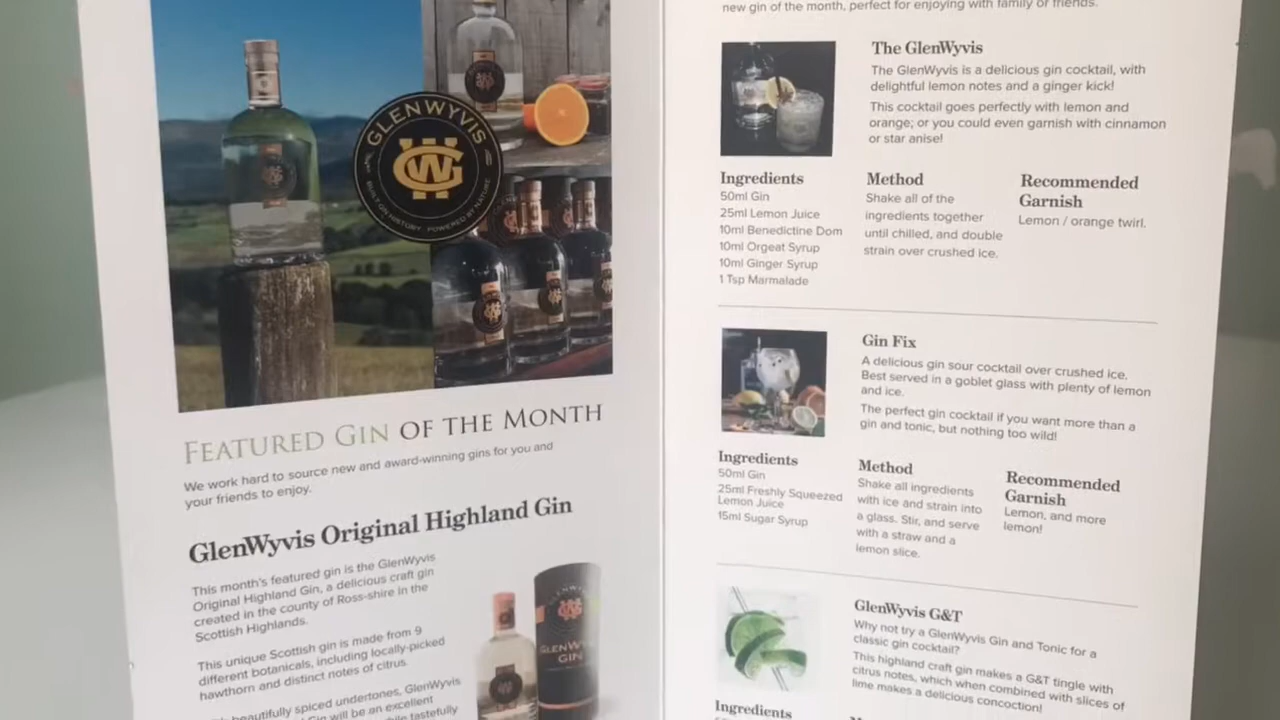 GLENWYVIS
GW
BUILT ON HISTORY POWERED BY NATURE
FEATURED GIN OF THE MONTH
We work hard to source new and award-winning gins for you and
your friends to enjoy.
GlenWyvis Original Highland Gin
This month's featured gin is the GlenWyvis
Original Highland Gin, a delicious craft gin
created in the county of Ross-shire in the
Scottish Highlands.
This unique Scottish gin is made from 9
different botanicals, including locally-picked
hawthorn and distinct notes of citrus.
beautifully spiced undertones, GlenWyvis
Gin will be an excellent
while tastefully
GLENWYVIS
GIN
new gin of the month, perfect for enjoying with family or friends.
The GlenWyvis
The GlenWyvis is a delicious gin cocktail, with
delightful lemon notes and a ginger kick!
This cocktail goes perfectly with lemon and
orange; or you could even garnish with cinnamon
or star anise!
Ingredients
50ml Gin
25ml Lemon Juice
10ml Benedictine Dom
10ml Orgeat Syrup
10ml Ginger Syrup
1 Tsp Marmalade
Method
Shake all of the
ingredients together
until chilled, and double
strain over crushed ice.
Recommended
Garnish
Lemon / orange twirl.
Gin Fix
A delicious gin sour cocktail over crushed ice.
Best served in a goblet glass with plenty of lemon
and ice.
The perfect gin cocktail if you want more than a
gin and tonic, but nothing too wild!
Ingredients
50ml Gin
25ml Freshly Squeezed
Lemon Juice
15ml Sugar Syrup
Method
Shake all ingredients
with ice and strain into
a glass. Stir, and serve
with a straw and a
lemon slice.
Recommended
Garnish
Lemon, and more
lemon!
GlenWyvis G&T
Why not try a GlenWyvis Gin and Tonic for a
classic gin cocktail?
This highland craft gin makes a G&T tingle with
citrus notes, which when combined with slices of
lime makes a delicious concoction!
Ingredients